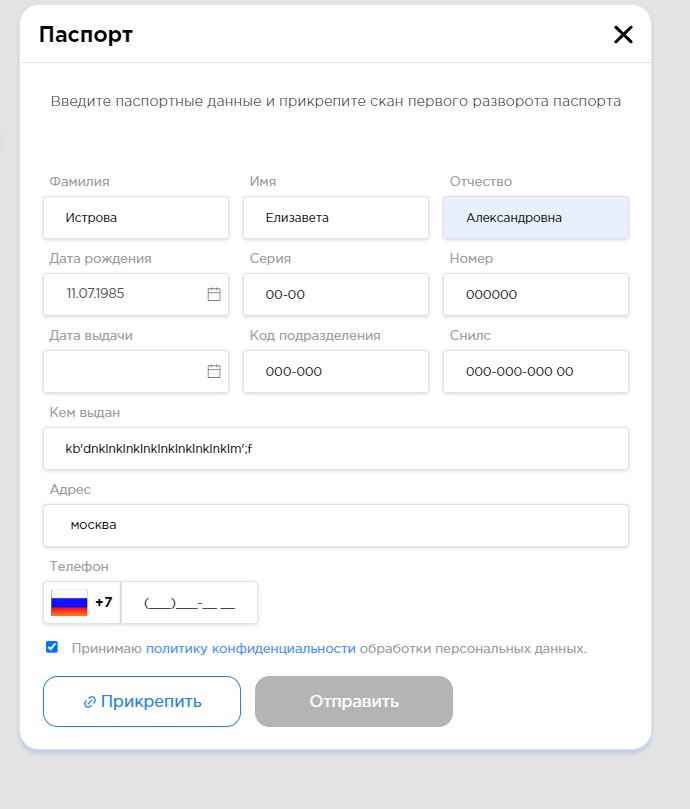 Паспорт
Введите паспортные данные и прикрепите скан первого разворота паспорта
Фамилия Имя Отчество
Истрова Елизавета Александровна
Дата рождения Серия Номер
11.07.1985 00-00 000000
Дата выдачи Код подразделения Снилс
000-000 000-000-000 00
Кем выдан
kb'dnklnklnklnklnklnklnklnklnklm';f
Адрес
москва
Телефон
+7 (___)___-__ __
Принимаю политику конфиденциальности обработки персональных данных.
Прикрепить Отправить